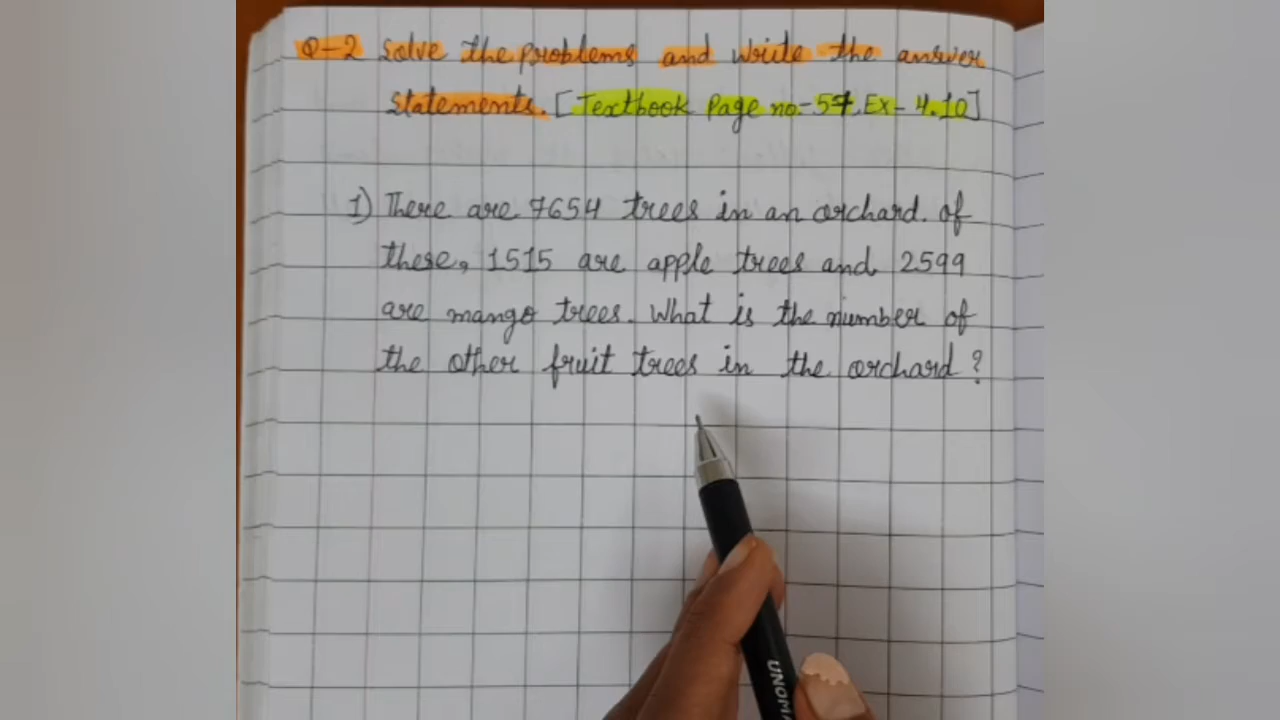 Q-2 Solve the problems and write the answer
statements. [Textbook Page no.-57, Ex- 4.10]
1) There are 7654 trees in an orchard. of
these, 1515 are apple trees and 2599
are mango trees. What is the number of
the other fruit trees in the orchard?
UNOM